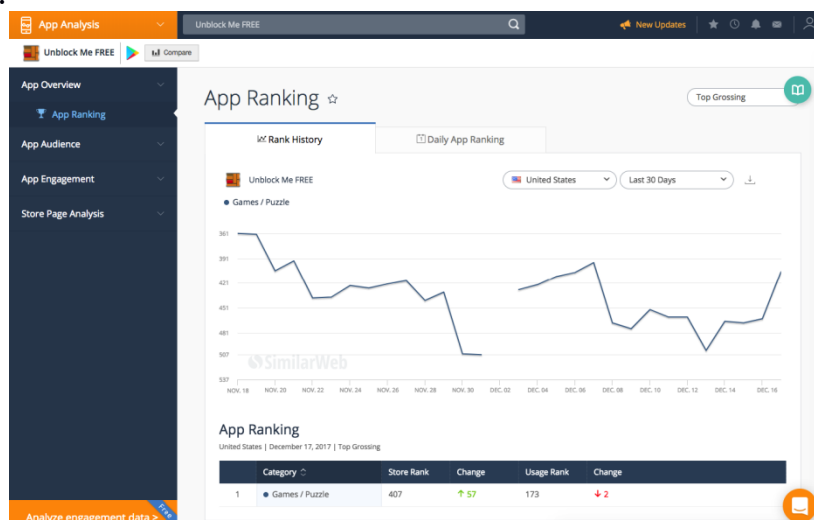 App Analysis
Unblock Me FREE
New Updates
Unblock Me FREE
Compare
App Overview
App Ranking
App Audience
App Engagement
Store Page Analysis
Analyze engagement data >
Free
App Ranking
Top Grossing
Rank History
1 Daily App Ranking
Unblock Me FREE
United States
Last 30 Days
Games / Puzzle
361
391
421
451
481
507
537
SimilarWeb
NOV. 18 NOV. 20 NOV. 22 NOV. 24 NOV. 26 NOV. 28 NOV. 30 DEC. 02 DEC. 04 DEC. 06 DEC. 08 DEC. 10 DEC. 12 DEC. 14 DEC. 16
App Ranking
United States | December 17, 2017 | Top Grossing
Category Store Rank Change Usage Rank Change
1 Games / Puzzle 407 ↑ 57 173 ↓ 2